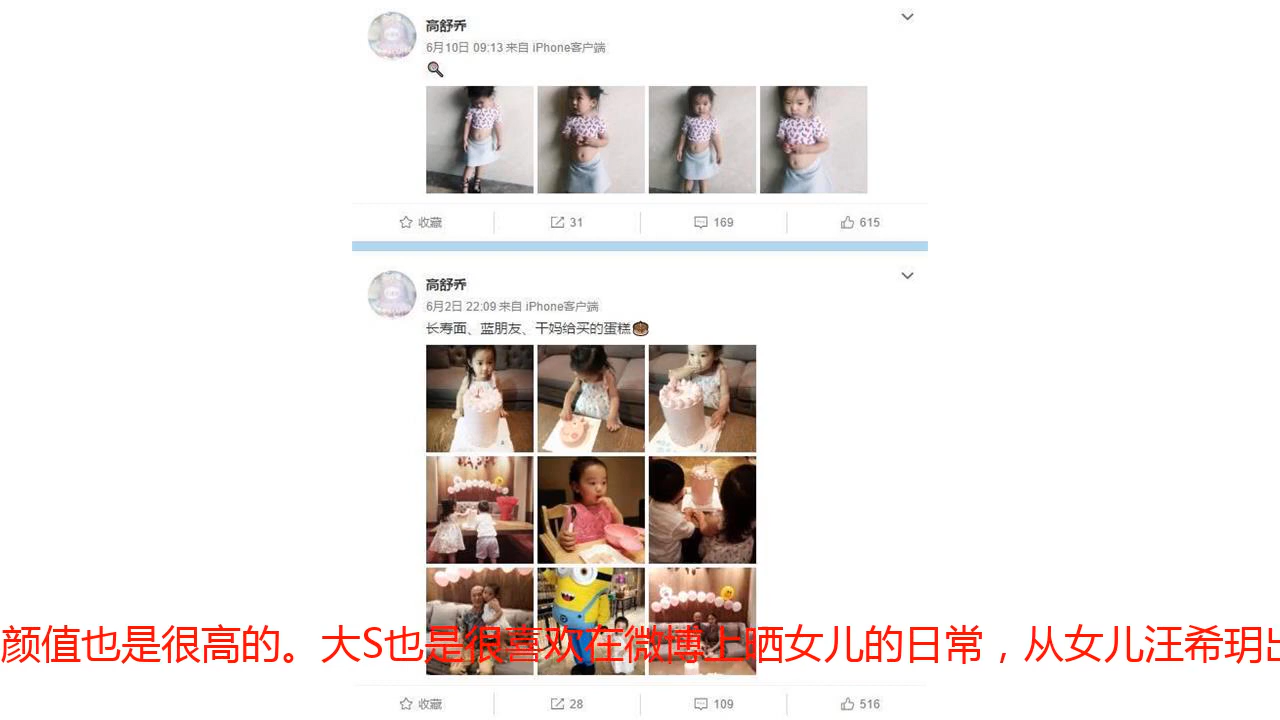 高舒乔
6月10日 09:13 来自 iPhone客户端
收藏
31
169
615
高舒乔
6月2日 22:09 来自 iPhone客户端
长寿面、蓝朋友、干妈给买的蛋糕
颜值也是很高的。大S也是很喜欢在微博上晒女儿的日常，从女儿汪希玥出
收藏
28
109
516